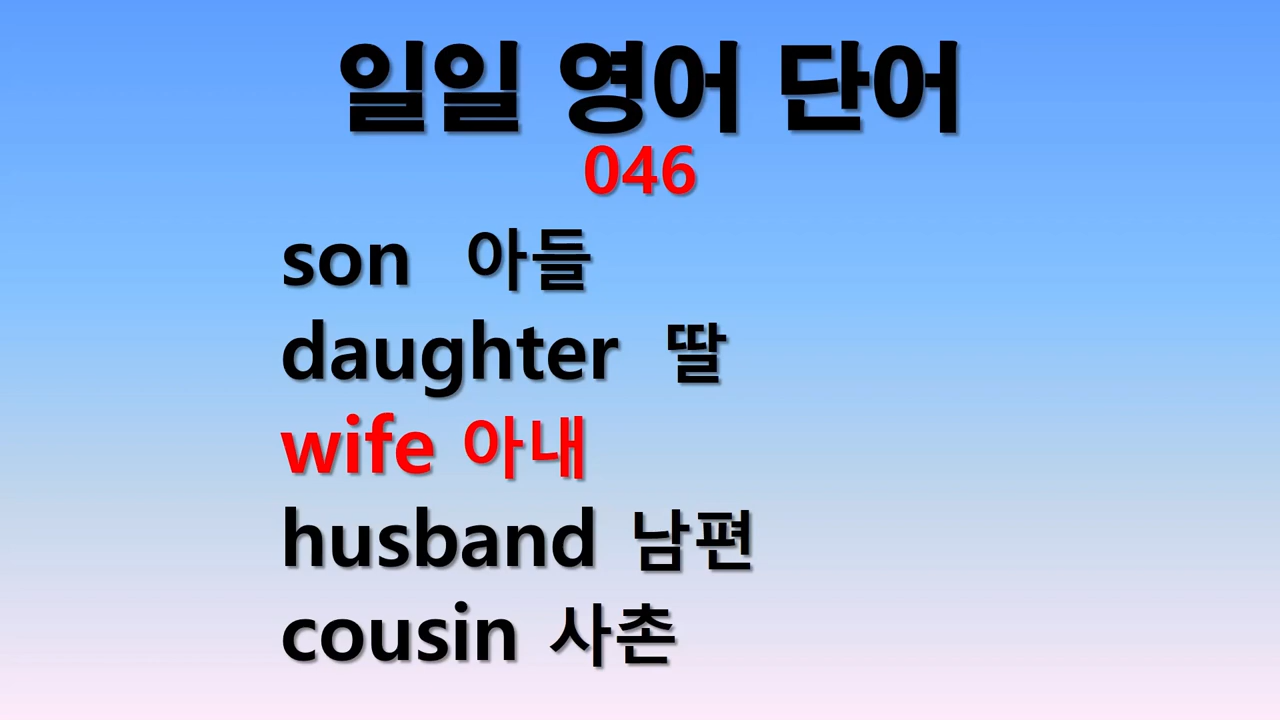 일일 영어 단어
046
son 아들
daughter 딸
wife 아내
husband 남편
cousin 사촌